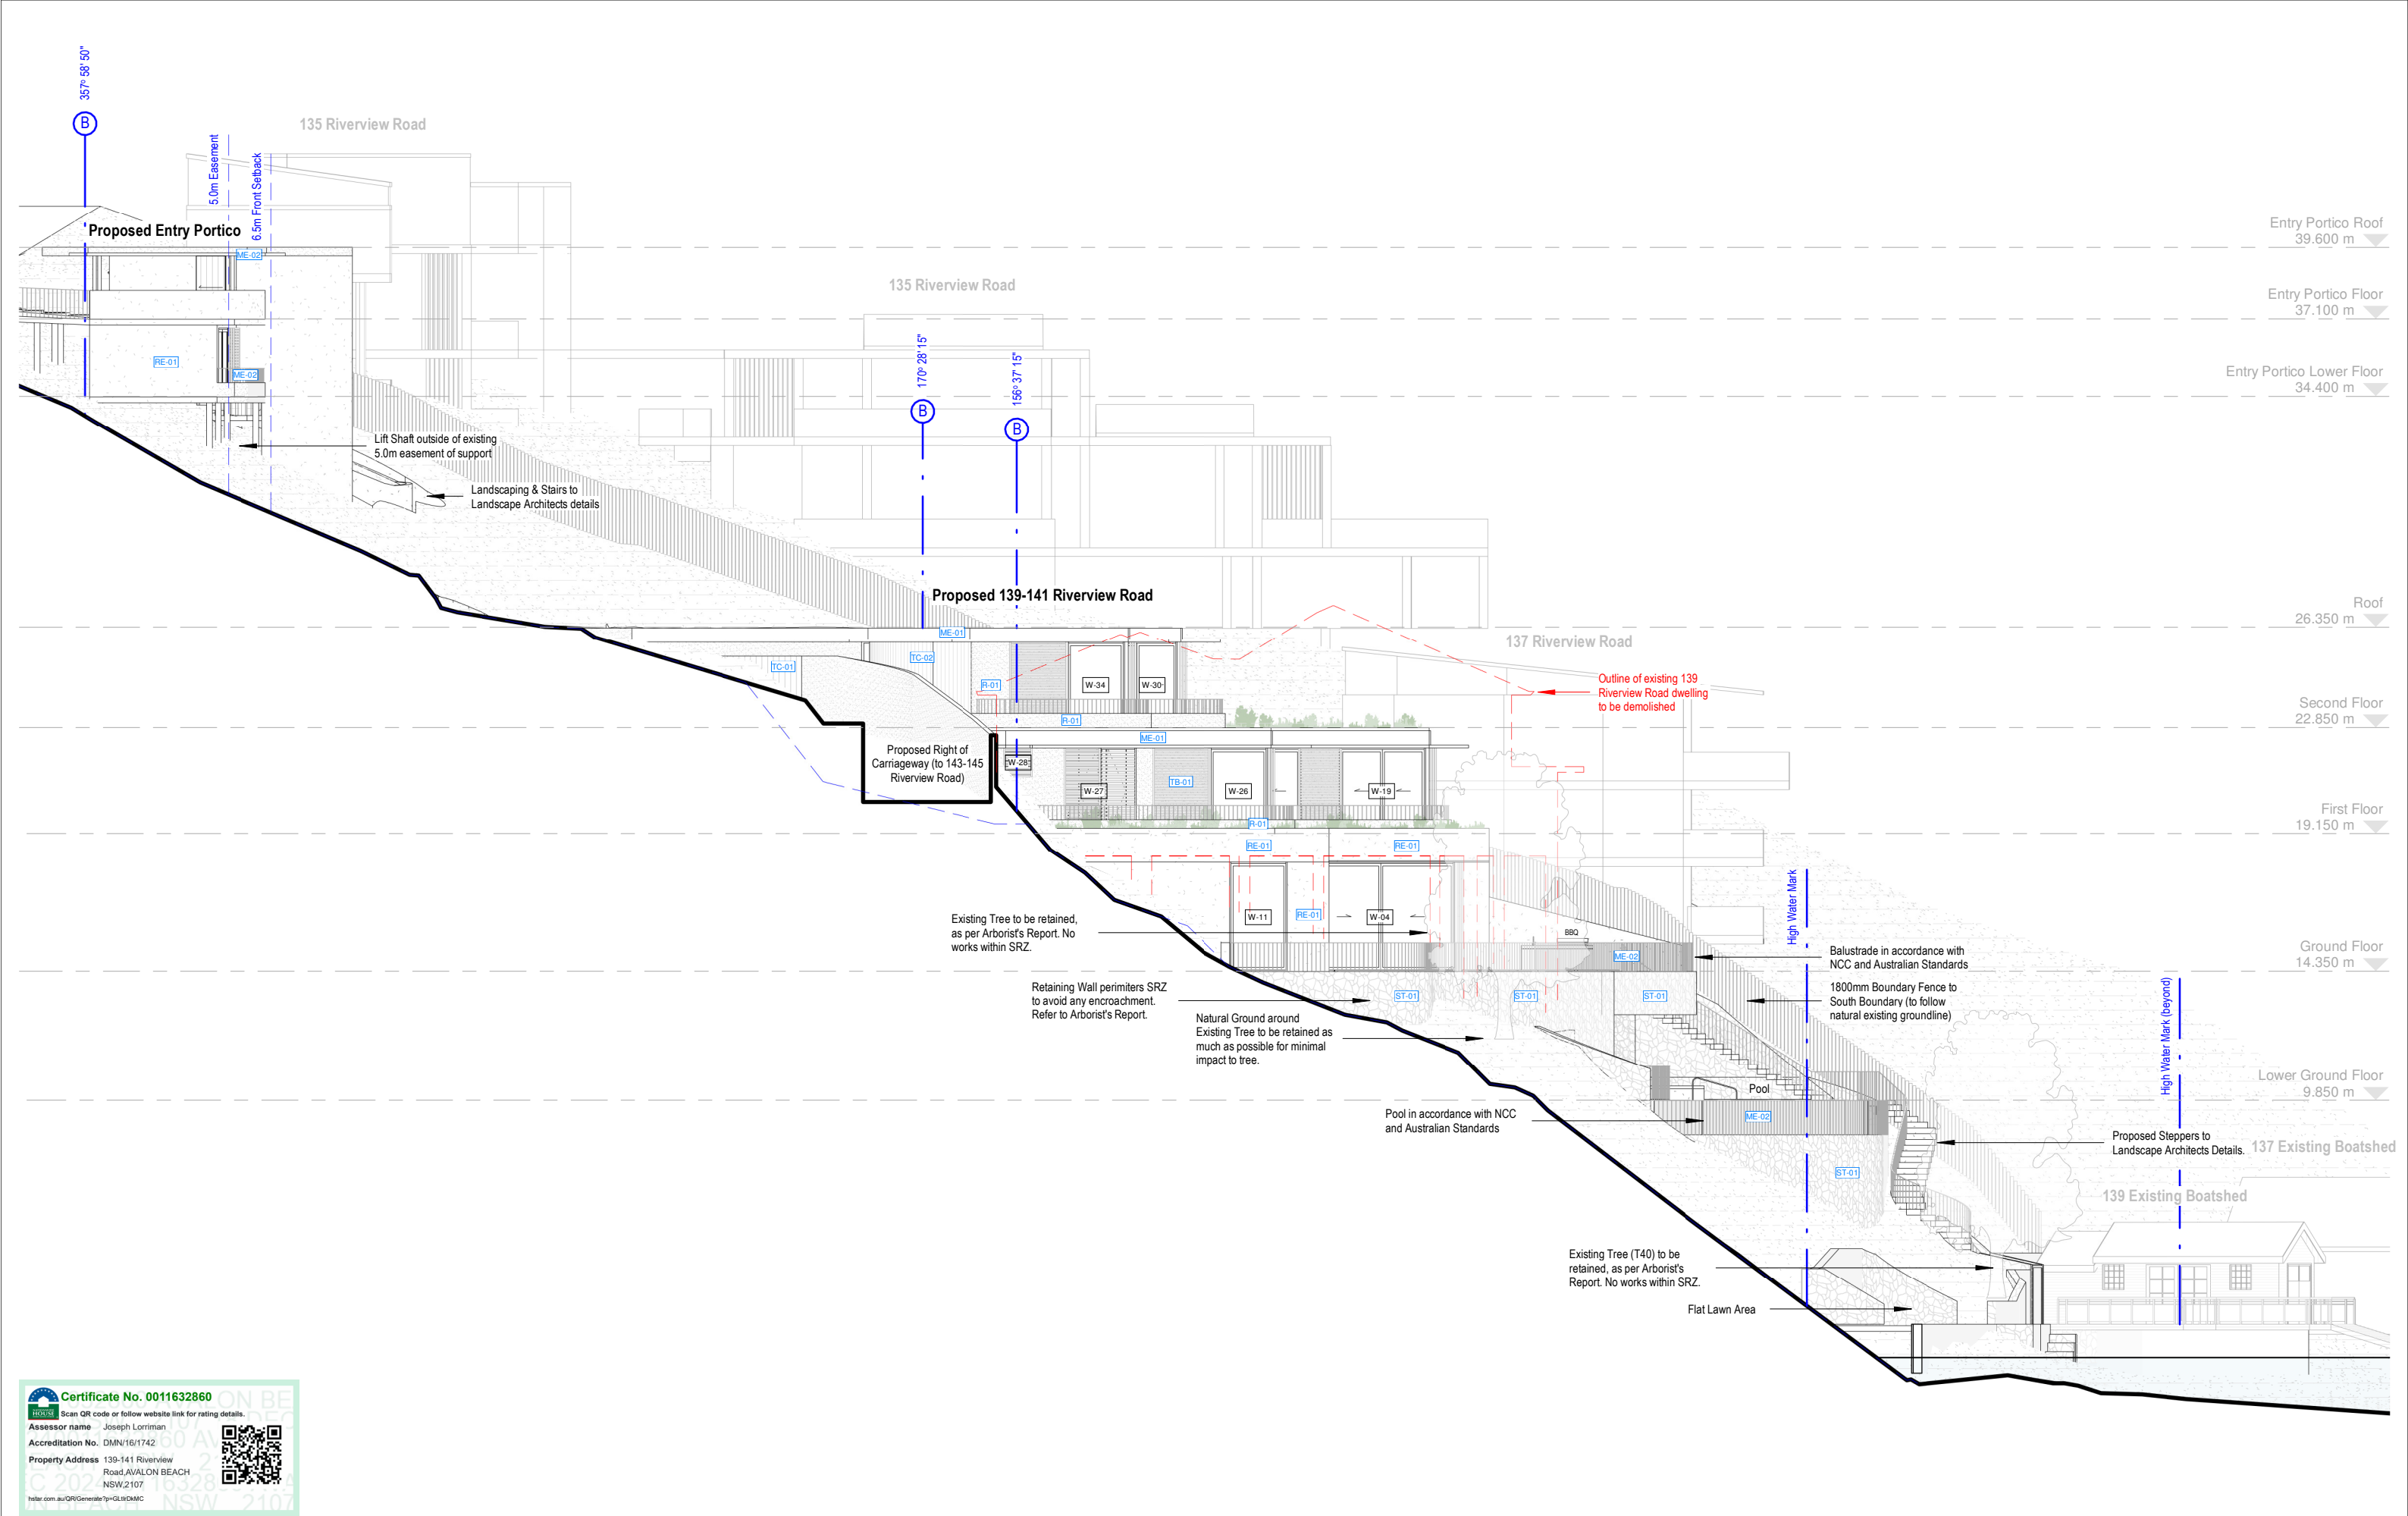 357° 58' 50"
B
135 Riverview Road
5.0m Easement
6.5m Front Setback
Proposed Entry Portico
ME-02
Entry Portico Roof
39.600 m
135 Riverview Road
Entry Portico Floor
37.100 m
RE-01
ME-02
170° 28' 15"
156° 37' 15"
Entry Portico Lower Floor
34.400 m
B
B
Lift Shaft outside of existing
5.0m easement of support
Landscaping & Stairs to
Landscape Architects details
Proposed 139-141 Riverview Road
Roof
26.350 m
ME-01
137 Riverview Road
TC-01
TC-02
R-01
W-34
W-30
Outline of existing 139
Riverview Road dwelling
to be demolished
R-01
Second Floor
22.850 m
ME-01
Proposed Right of
Carriageway (to 143-145
Riverview Road)
W-28
W-27
TB-01
W-26
W-19
R-01
First Floor
19.150 m
RE-01
RE-01
High Water Mark
Existing Tree to be retained,
as per Arborist's Report. No
works within SRZ.
W-11
RE-01
W-04
BBQ
ME-02
Balustrade in accordance with
NCC and Australian Standards
Ground Floor
14.350 m
Retaining Wall perimiters SRZ
to avoid any encroachment.
Refer to Arborist's Report.
ST-01
ST-01
ST-01
1800mm Boundary Fence to
South Boundary (to follow
natural existing groundline)
High Water Mark (beyond)
Natural Ground around
Existing Tree to be retained as
much as possible for minimal
impact to tree.
Pool
Lower Ground Floor
9.850 m
Pool in accordance with NCC
and Australian Standards
ME-02
Proposed Steppers to
Landscape Architects Details.
137 Existing Boatshed
ST-01
139 Existing Boatshed
Existing Tree (T40) to be
retained, as per Arborist's
Report. No works within SRZ.
Flat Lawn Area
Certificate No. 0011632860
HOUSE
Scan QR code or follow website link for rating details.
Assessor name Joseph Lorriman
Accreditation No. DMN/16/1742
Property Address 139-141 Riverview
Road,AVALON BEACH
NSW,2107